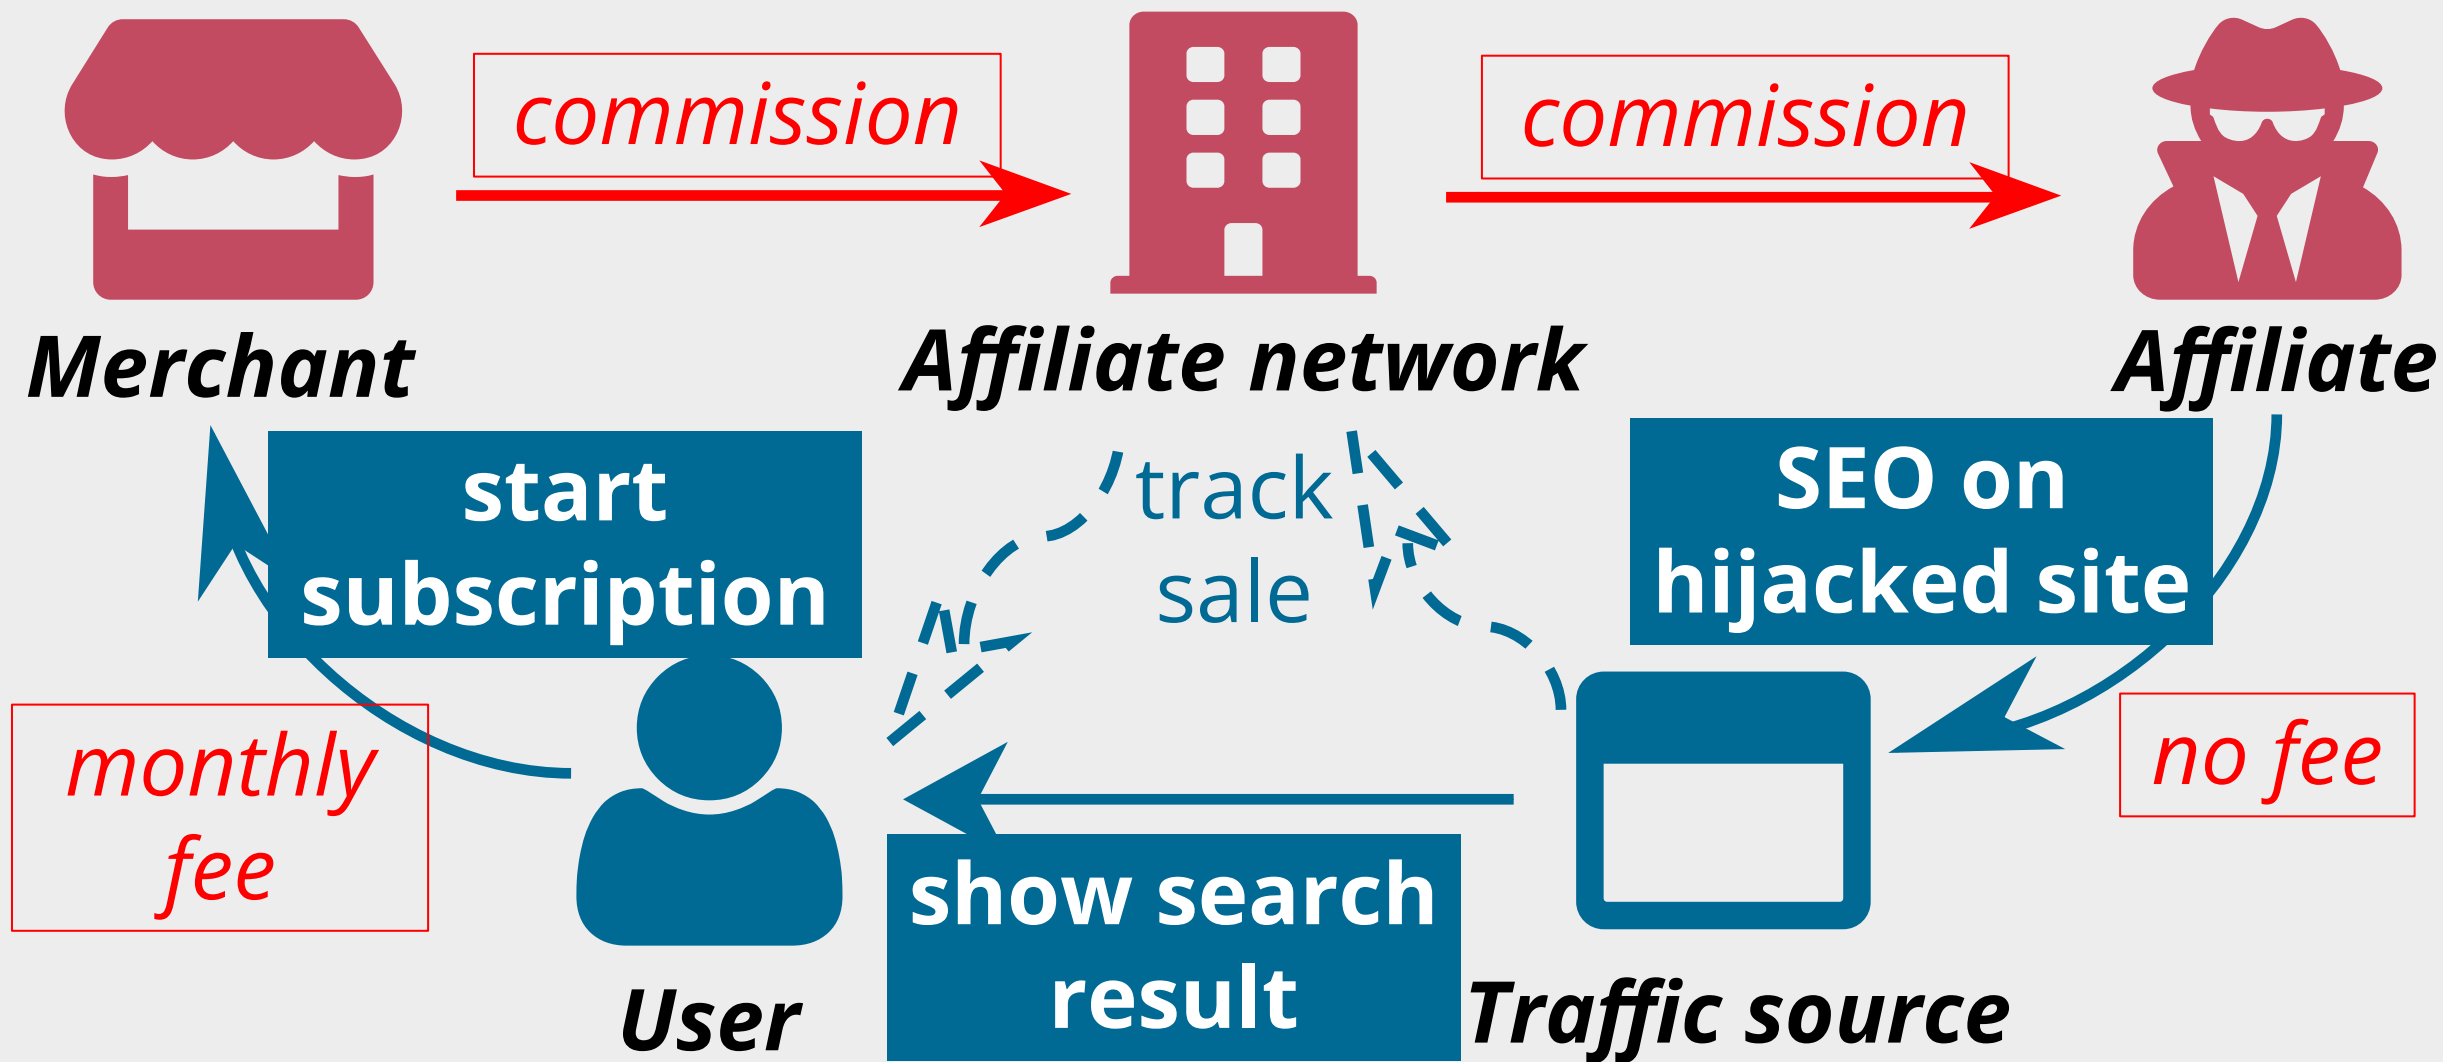 commission
commission
Merchant
Affiliate network
Affiliate
start
subscription
track
sale
SEO on
hijacked site
monthly
fee
no fee
show search
result
User
Traffic source